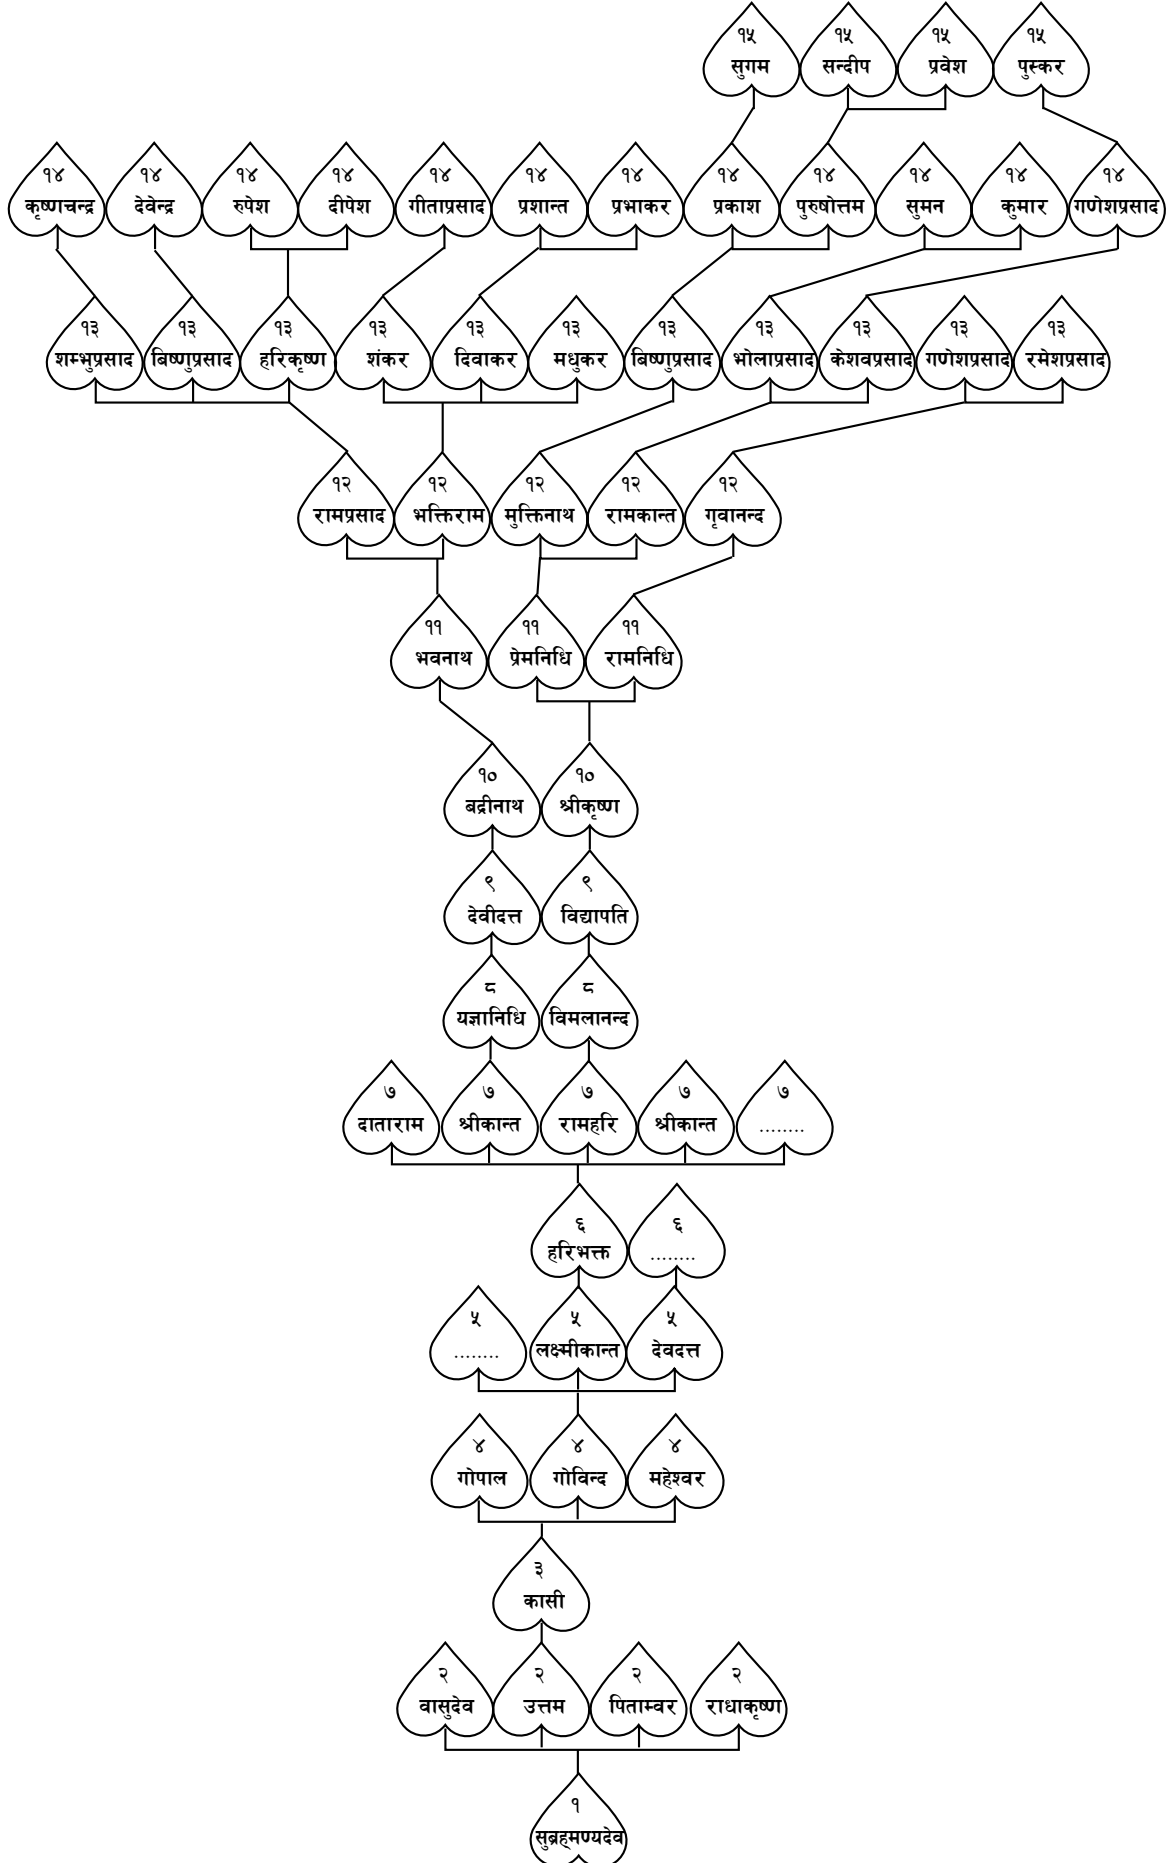 १५ १५ १५ १५
सुगम सन्दीप प्रवेश पुस्कर
१४ १४ १४ १४ १४ १४ १४ १४ १४ १४ १४ १४
कृष्णचन्द्र देवेन्द्र रुपेश दीपेश गीताप्रसाद प्रशान्त प्रभाकर प्रकाश पुरुषोत्तम सुमन कुमार गणेशप्रसाद
१३ १३ १३ १३ १३ १३ १३ १३ १३ १३ १३
शम्भुप्रसाद बिष्णुप्रसाद हरिकृष्ण शंकर दिवाकर मधुकर बिष्णुप्रसाद भोलाप्रसाद केशवप्रसाद गणेशप्रसाद रमेशप्रसाद
१२ १२ १२ १२ १२
रामप्रसाद भक्तिराम मुक्तिनाथ रामकान्त गृवानन्द
११ ११ ११
भवनाथ प्रेमनिधि रामनिधि
१० १०
बद्रीनाथ श्रीकृष्ण
९ ९
देवीदत्त विद्यापति
८ ८
यज्ञानिधि विमलानन्द
७ ७ ७ ७ ७
दाताराम श्रीकान्त रामहरि श्रीकान्त ........
६ ६
हरिभक्त ........
५ ५ ५
........ लक्ष्मीकान्त देवदत्त
४ ४ ४
गोपाल गोविन्द महेश्वर
३
कासी
२ २ २ २
वासुदेव उत्तम पिताम्वर राधाकृष्ण
१
सुब्रह्मण्यदेव